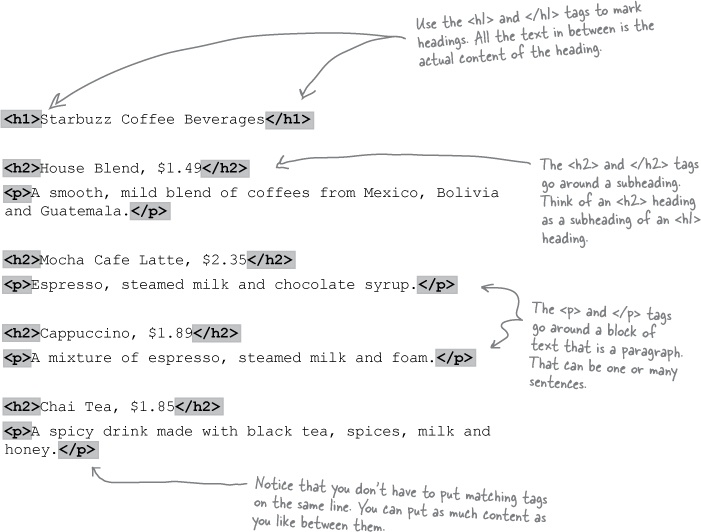 Use the <h1> and </h1> tags to mark
headings. All the text in between is the
actual content of the heading.
<h1>Starbuzz Coffee Beverages</h1>
<h2>House Blend, $1.49</h2>
<p>A smooth, mild blend of coffees from Mexico, Bolivia
and Guatemala.</p>
The <h2> and </h2> tags
go around a subheading.
Think of an <h2> heading
as a subheading of an <h1>
heading.
<h2>Mocha Cafe Latte, $2.35</h2>
<p>Espresso, steamed milk and chocolate syrup.</p>
<h2>Cappuccino, $1.89</h2>
<p>A mixture of espresso, steamed milk and foam.</p>
The <p> and </p> tags
go around a block of
text that is a paragraph.
That can be one or many
sentences.
<h2>Chai Tea, $1.85</h2>
<p>A spicy drink made with black tea, spices, milk and
honey.</p>
Notice that you don't have to put matching tags
on the same line. You can put as much content as
you like between them.